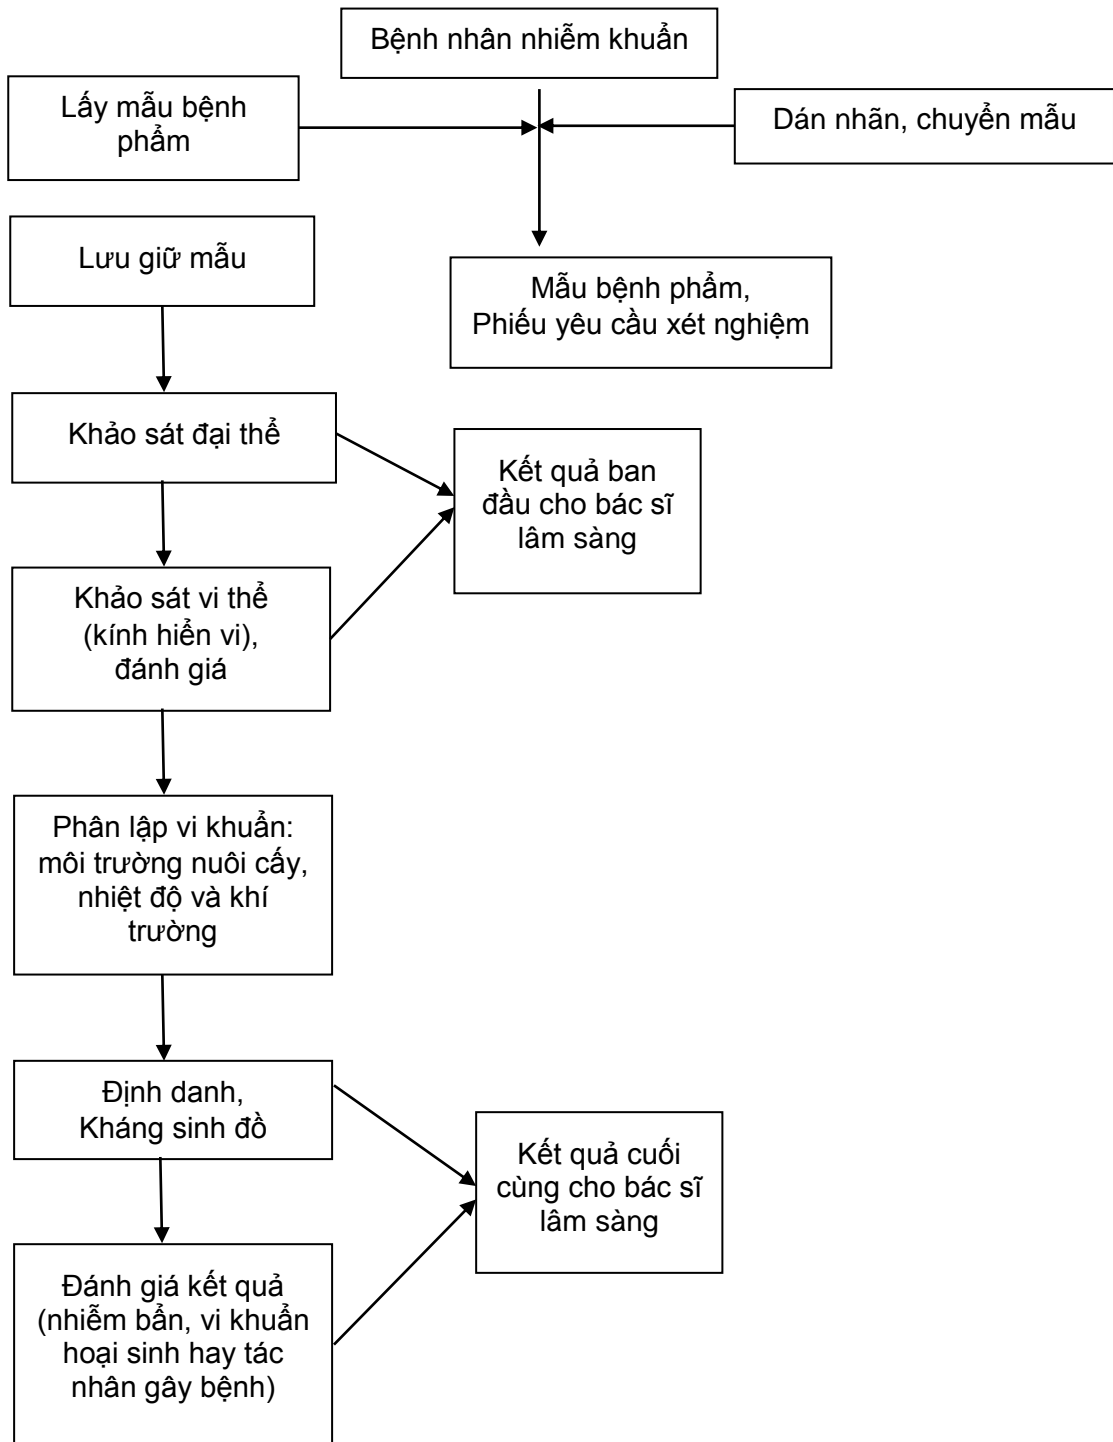 Bệnh nhân nhiễm khuẩn
Lấy mẫu bệnh
phẩm
Dán nhãn, chuyển mẫu
Lưu giữ mẫu
Mẫu bệnh phẩm,
Phiếu yêu cầu xét nghiệm
Khảo sát đại thể
Kết quả ban
đầu cho bác sĩ
lâm sàng
Khảo sát vi thể
(kính hiển vi),
đánh giá
Phân lập vi khuẩn:
môi trường nuôi cấy,
nhiệt độ và khí
trường
Định danh,
Kháng sinh đồ
Kết quả cuối
cùng cho bác sĩ
lâm sàng
Đánh giá kết quả
(nhiễm bẩn, vi khuẩn
hoại sinh hay tác
nhân gây bệnh)